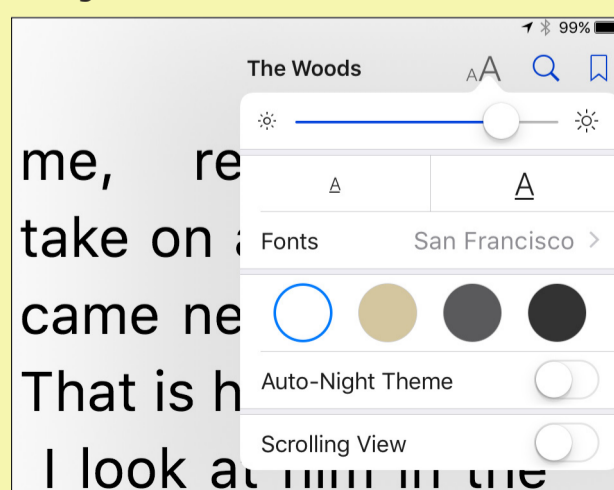 99%
The Woods AA
me, re
A A
take on
Fonts San Francisco >
came ne
Auto-Night Theme
That is h
Scrolling View
I look at him in the